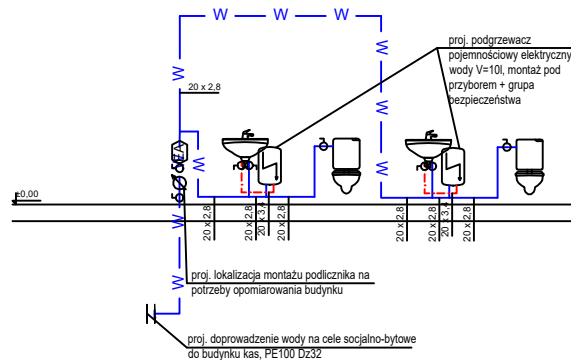 W W W
proj. podgrzewacz
pojemnościowy elektryczny
wody V=10l, montaż pod
przyborem + grupa
bezpieczeństwa
W
W
20 x 2,8
W
W
W
W
±0,00
20 x 2,8
20 x 2,8
20 x 3,4
20 x 2,8
20 x 2,8
20 x 2,8
20 x 3,4
20 x 2,8
W
proj. lokalizacja montażu podlicznika na
potrzeby opomiarowania budynku
W
proj. doprowadzenie wody na cele socjalno-bytowe
do budynku kas, PE100 Dz32